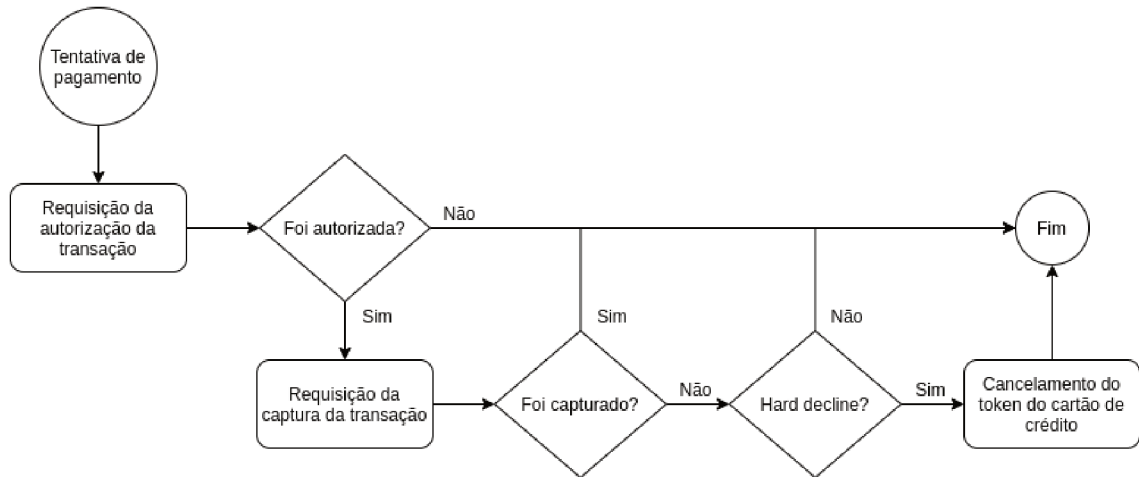 Tentativa de
pagamento
Requisição da
autorização da
transação
Foi autorizada?
Não
Fim
Sim
Requisição da
captura da transação
Foi capturado?
Sim
Não
Hard decline?
Não
Sim
Cancelamento do
token do cartão de
crédito